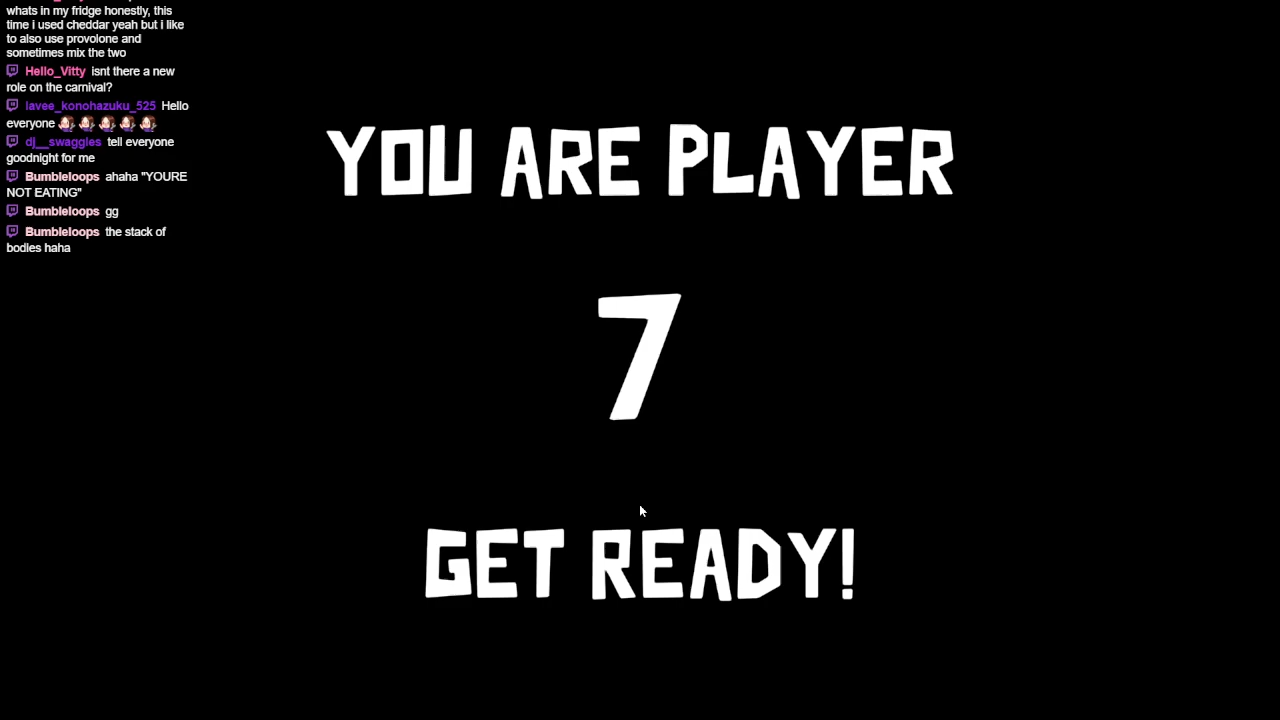 whats in my fridge honestly, this
time i used cheddar yeah but i like
to also use provolone and
sometimes mix the two
Hello_Vitty isnt there a new
role on the carnival?
lavee_konohazuku_525 Hello
everyone
dj__swaggles tell everyone
goodnight for me
Bumbleloops ahaha "YOURE
NOT EATING"
Bumbleloops gg
Bumbleloops the stack of
bodies haha
YOU ARE PLAYER
7
GET READY!